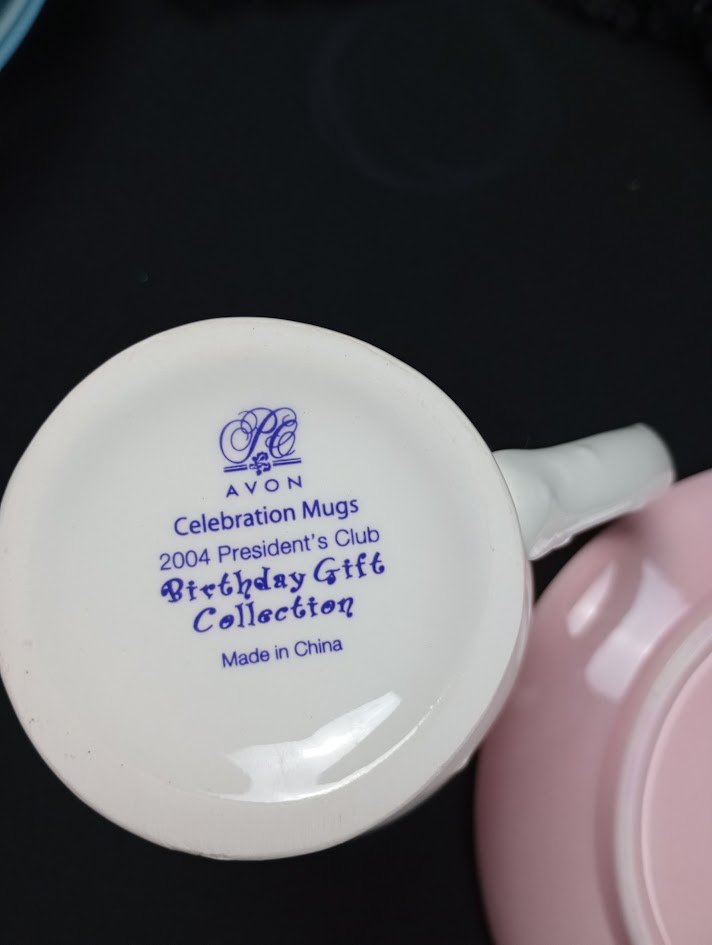 PC
AVON
Celebration Mugs
2004 President's Club
Birthday Gift
Collection
Made in China